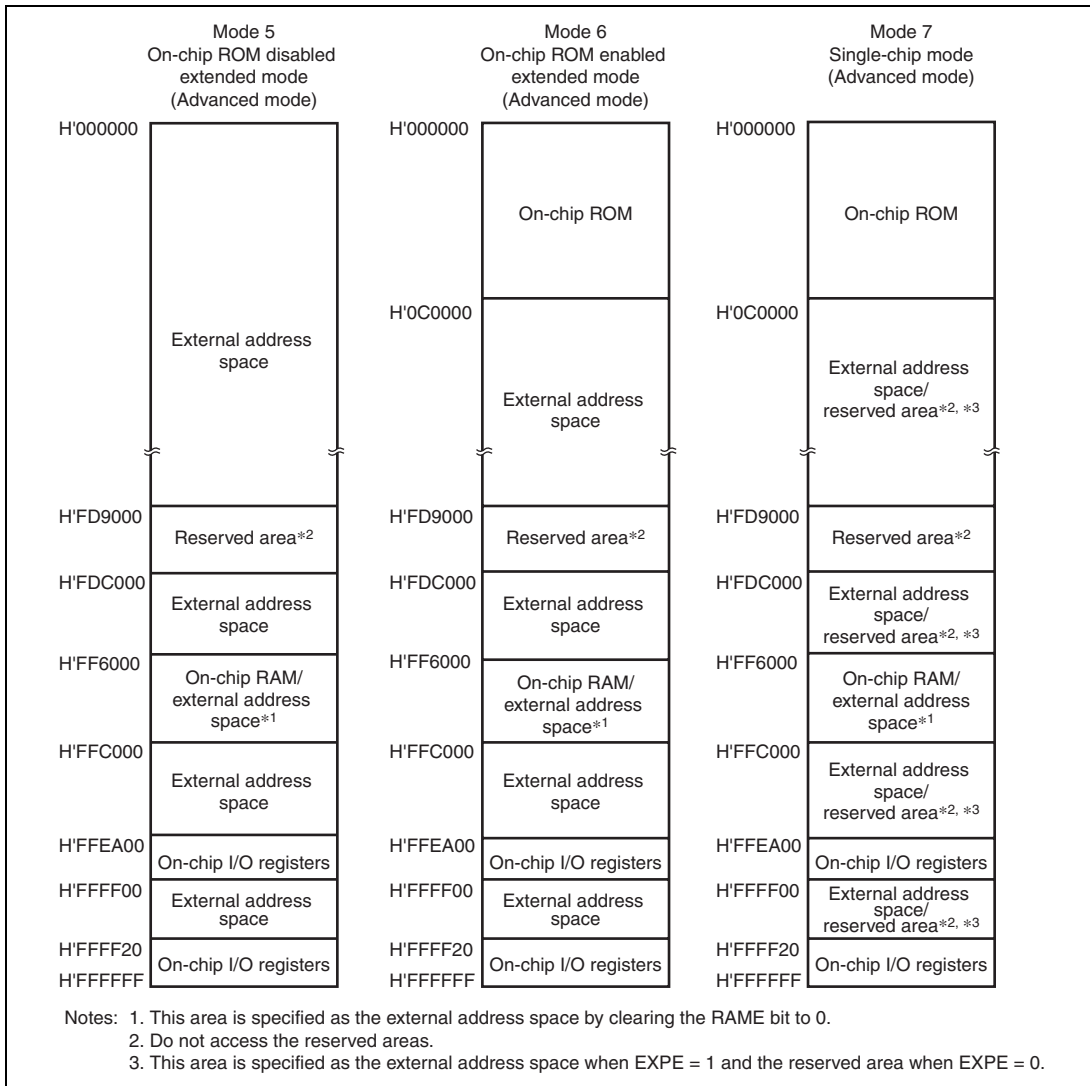 Mode 5
On-chip ROM disabled
extended mode
(Advanced mode)
H'000000
External address
space
H'FD9000
Reserved area*2
H'FDC000
External address
space
H'FF6000
On-chip RAM/
external address
space*1
H'FFC000
External address
space
H'FFEA00
On-chip I/O registers
H'FFFF00
External address
space
H'FFFF20
On-chip I/O registers
H'FFFFFF
Mode 6
On-chip ROM enabled
extended mode
(Advanced mode)
H'000000
On-chip ROM
H'0C0000
External address
space
H'FD9000
Reserved area*2
H'FDC000
External address
space
H'FF6000
On-chip RAM/
external address
space*1
H'FFC000
External address
space
H'FFEA00
On-chip I/O registers
H'FFFF00
External address
space
H'FFFF20
On-chip I/O registers
H'FFFFFF
Mode 7
Single-chip mode
(Advanced mode)
H'000000
On-chip ROM
H'0C0000
External address
space/
reserved area*2, *3
H'FD9000
Reserved area*2
H'FDC000
External address
space/
reserved area*2, *3
H'FF6000
On-chip RAM/
external address
space*1
H'FFC000
External address
space/
reserved area*2, *3
H'FFEA00
On-chip I/O registers
H'FFFF00
External address
space/
reserved area*2, *3
H'FFFF20
On-chip I/O registers
H'FFFFFF
Notes: 1. This area is specified as the external address space by clearing the RAME bit to 0.
2. Do not access the reserved areas.
3. This area is specified as the external address space when EXPE = 1 and the reserved area when EXPE = 0.